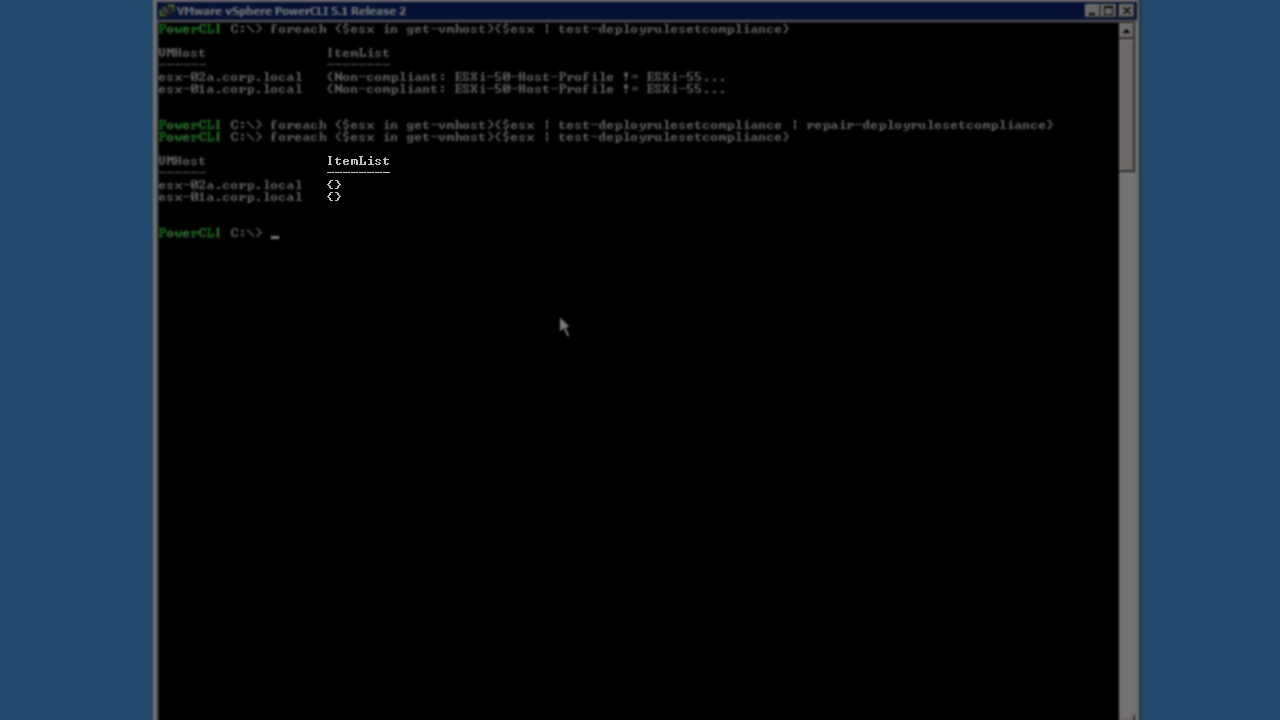 VMware vSphere PowerCLI 5.1 Release 2
PowerCLI C:\> foreach ($esx in get-vmhost){$esx | test-deployrulesetcompliance}
VMHost ItemList
------ --------
esx-02a.corp.local {Non-compliant: ESXi-50-Host-Profile != ESXi-55...
esx-01a.corp.local {Non-compliant: ESXi-50-Host-Profile != ESXi-55...
PowerCLI C:\> foreach ($esx in get-vmhost){$esx | test-deployrulesetcompliance | repair-deployrulesetcompliance}
PowerCLI C:\> foreach ($esx in get-vmhost){$esx | test-deployrulesetcompliance}
VMHost ItemList
------ --------
esx-02a.corp.local {}
esx-01a.corp.local {}
PowerCLI C:\> _